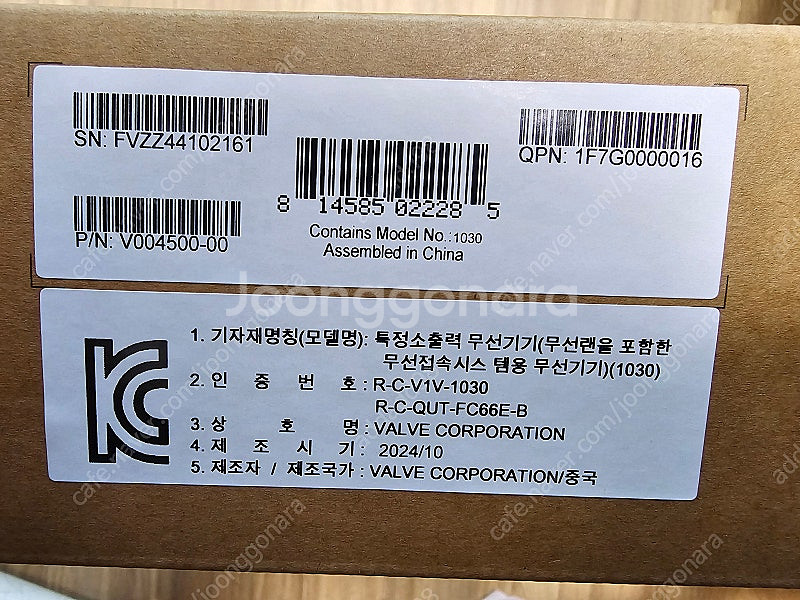 SN: FVZZ44102161
QPN: 1F7G0000016
8 14585 02228 5
P/N: V004500-00
Contains Model No.:1030
Assembled in China
Joonggonara
1. 기자재명칭(모델명): 특정소출력 무선기기(무선랜을 포함한
무선접속시스 템용 무선기기)(1030)
2. 인 증 번 호 : R-C-V1V-1030
R-C-QUT-FC66E-B
3. 상 호 명 : VALVE CORPORATION
4. 제 조 시 기 : 2024/10
5. 제조자 / 제조국가 : VALVE CORPORATION/중국
cafe.naver.com/joonggonara